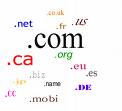 .co.uk
.net .fr .us
.com
.org
.ca .eu
.biz .es
.name
.cc .DE
.mobi